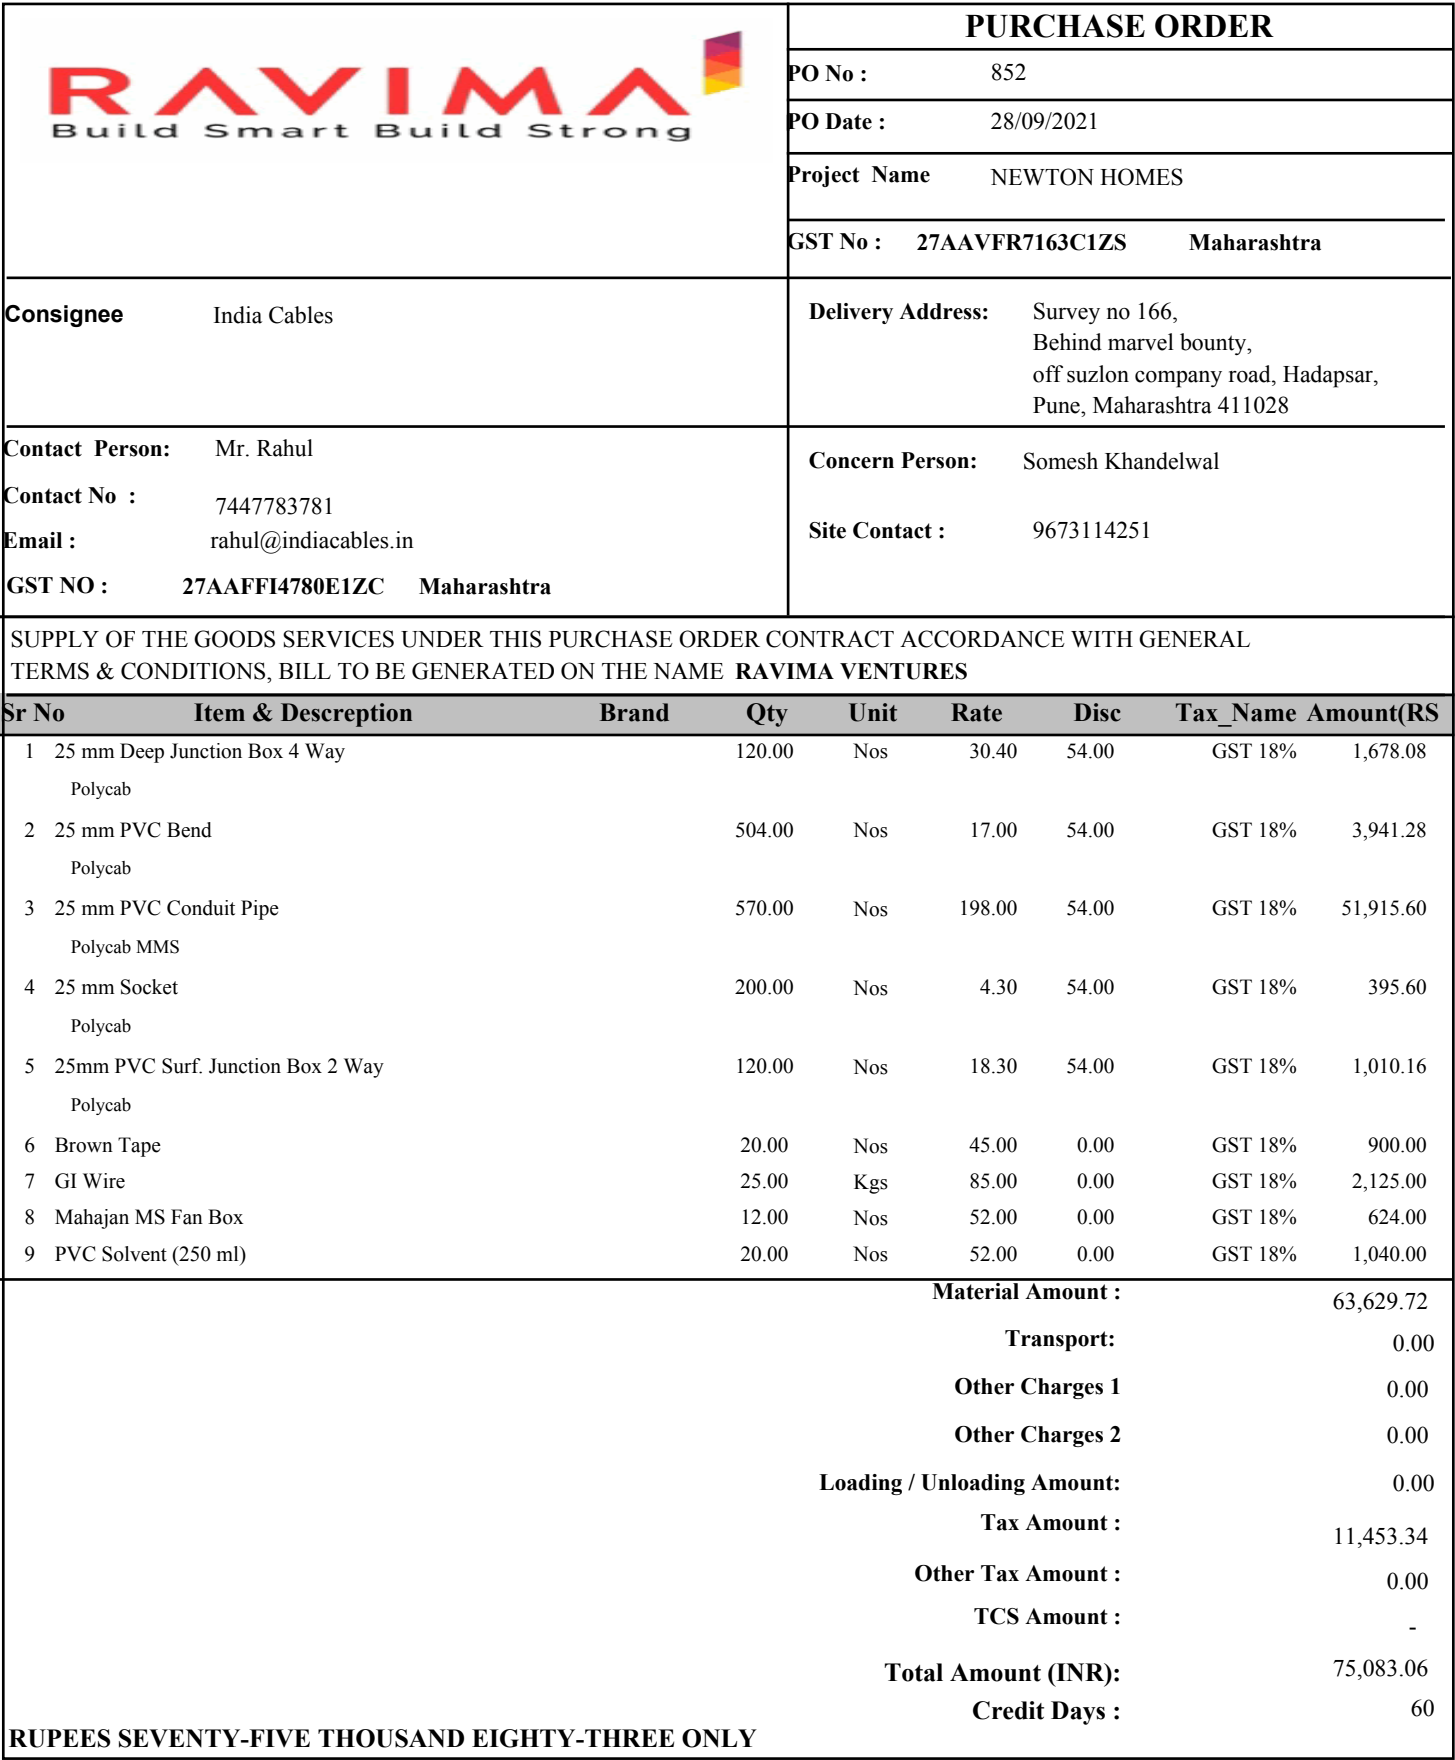 RAVIMA
Build Smart Build Strong
PURCHASE ORDER
PO No : 852
PO Date : 28/09/2021
Project Name NEWTON HOMES
GST No : 27AAVFR7163C1ZS Maharashtra
Consignee India Cables
Delivery Address: Survey no 166,
Behind marvel bounty,
off suzlon company road, Hadapsar,
Pune, Maharashtra 411028
Contact Person: Mr. Rahul
Contact No : 7447783781
Email : rahul@indiacables.in
GST NO : 27AAFFI4780E1ZC Maharashtra
Concern Person: Somesh Khandelwal
Site Contact : 9673114251
SUPPLY OF THE GOODS SERVICES UNDER THIS PURCHASE ORDER CONTRACT ACCORDANCE WITH GENERAL
TERMS & CONDITIONS, BILL TO BE GENERATED ON THE NAME RAVIMA VENTURES
Sr No Item & Descreption Brand Qty Unit Rate Disc Tax_Name Amount(RS
1 25 mm Deep Junction Box 4 Way 120.00 Nos 30.40 54.00 GST 18% 1,678.08
Polycab
2 25 mm PVC Bend 504.00 Nos 17.00 54.00 GST 18% 3,941.28
Polycab
3 25 mm PVC Conduit Pipe 570.00 Nos 198.00 54.00 GST 18% 51,915.60
Polycab MMS
4 25 mm Socket 200.00 Nos 4.30 54.00 GST 18% 395.60
Polycab
5 25mm PVC Surf. Junction Box 2 Way 120.00 Nos 18.30 54.00 GST 18% 1,010.16
Polycab
6 Brown Tape 20.00 Nos 45.00 0.00 GST 18% 900.00
7 GI Wire 25.00 Kgs 85.00 0.00 GST 18% 2,125.00
8 Mahajan MS Fan Box 12.00 Nos 52.00 0.00 GST 18% 624.00
9 PVC Solvent (250 ml) 20.00 Nos 52.00 0.00 GST 18% 1,040.00
Material Amount : 63,629.72
Transport: 0.00
Other Charges 1 0.00
Other Charges 2 0.00
Loading / Unloading Amount: 0.00
Tax Amount : 11,453.34
Other Tax Amount : 0.00
TCS Amount : -
Total Amount (INR): 75,083.06
Credit Days : 60
RUPEES SEVENTY-FIVE THOUSAND EIGHTY-THREE ONLY